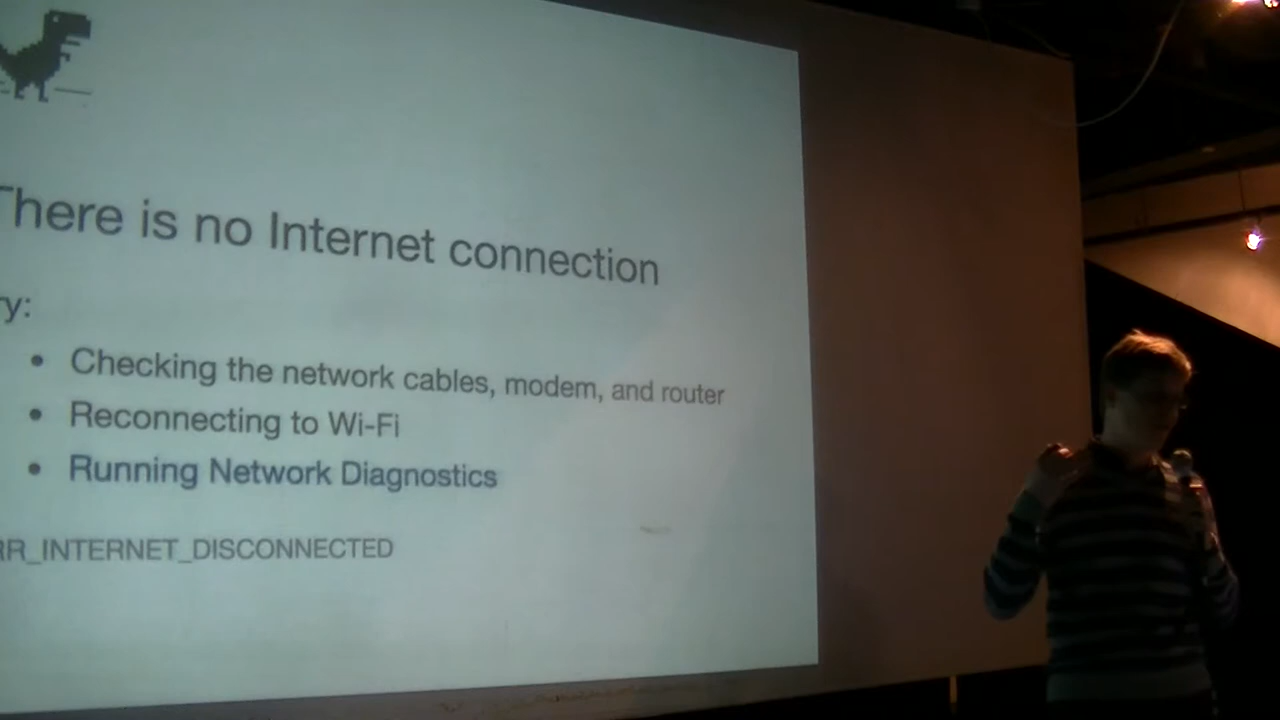 There is no Internet connection
ry:
Checking the network cables, modem, and router
Reconnecting to Wi-Fi
Running Network Diagnostics
RR_INTERNET_DISCONNECTED